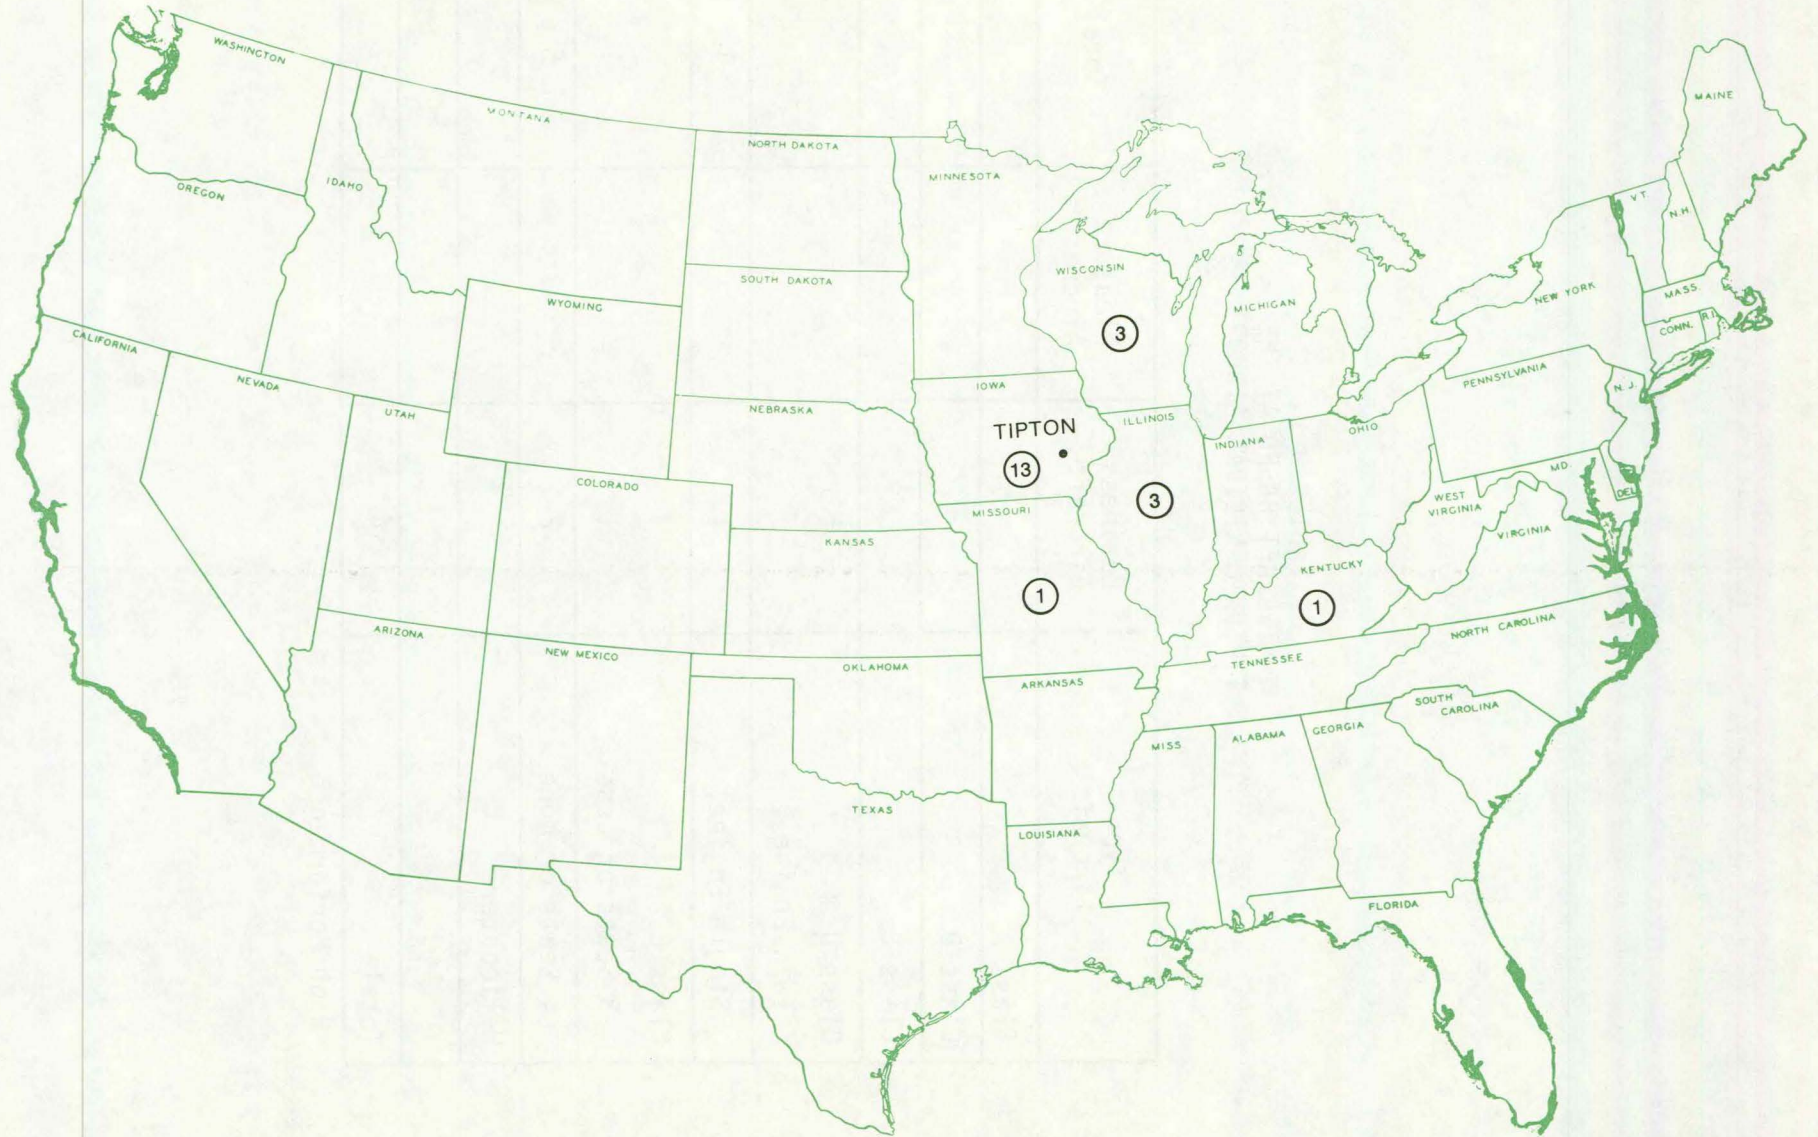 WASHINGTON
MONTANA
NORTH DAKOTA
MINNESOTA
MAINE
OREGON
IDAHO
VT.
N.H.
WISCONSIN
SOUTH DAKOTA
WYOMING
MICHIGAN
NEW YORK
MASS.
CONN.
R.I.
CALIFORNIA
3
NEVADA
UTAH
NEBRASKA
IOWA
ILLINOIS
INDIANA
OHIO
PENNSYLVANIA
N. J.
TIPTON
13
COLORADO
MISSOURI
3
MD.
DEL.
WEST
VIRGINIA
VIRGINIA
KANSAS
KENTUCKY
1
1
ARIZONA
NEW MEXICO
OKLAHOMA
ARKANSAS
TENNESSEE
NORTH CAROLINA
SOUTH
CAROLINA
MISS.
ALABAMA
GEORGIA
TEXAS
LOUISIANA
FLORIDA